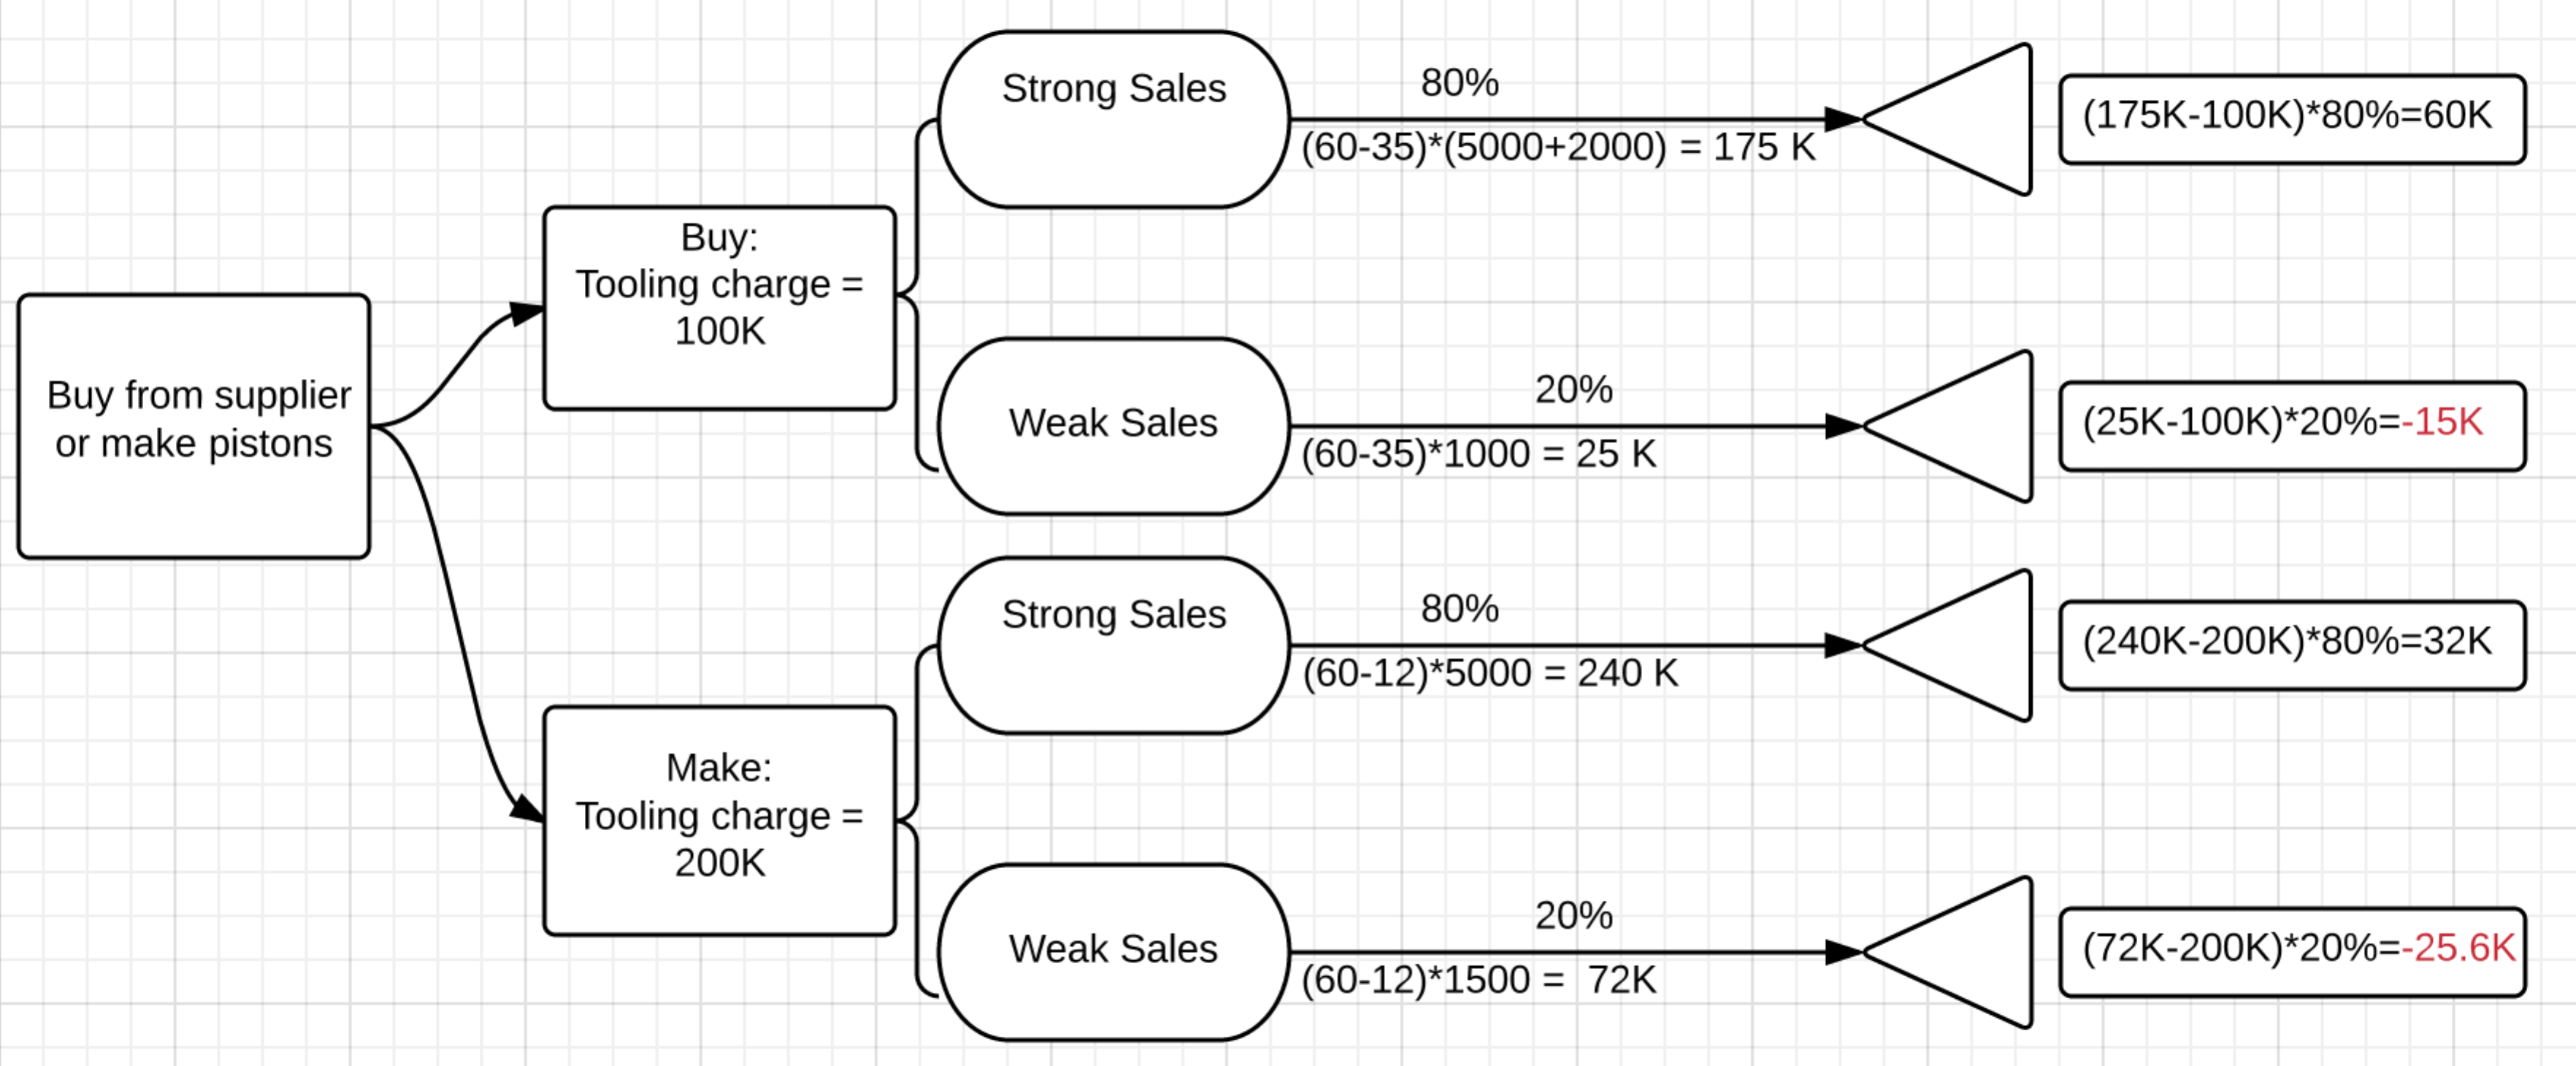 Buy from supplier
or make pistons
Buy:
Tooling charge =
100K
Strong Sales
80%
(60-35)*(5000+2000) = 175 K
(175K-100K)*80%=60K
Weak Sales
20%
(60-35)*1000 = 25 K
(25K-100K)*20%=-15K
Make:
Tooling charge =
200K
Strong Sales
80%
(60-12)*5000 = 240 K
(240K-200K)*80%=32K
Weak Sales
20%
(60-12)*1500 =  72K
(72K-200K)*20%=-25.6K